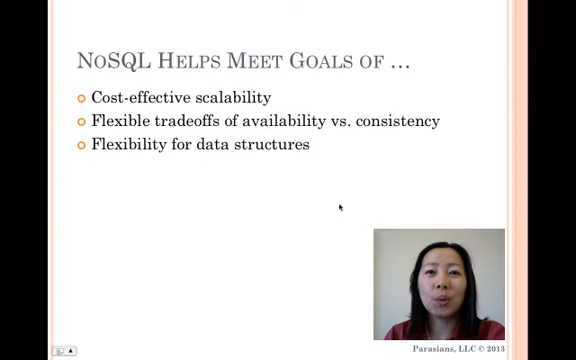 NoSQL Helps Meet Goals of ...
Cost-effective scalability
Flexible tradeoffs of availability vs. consistency
Flexibility for data structures
Parasians, LLC © 2013